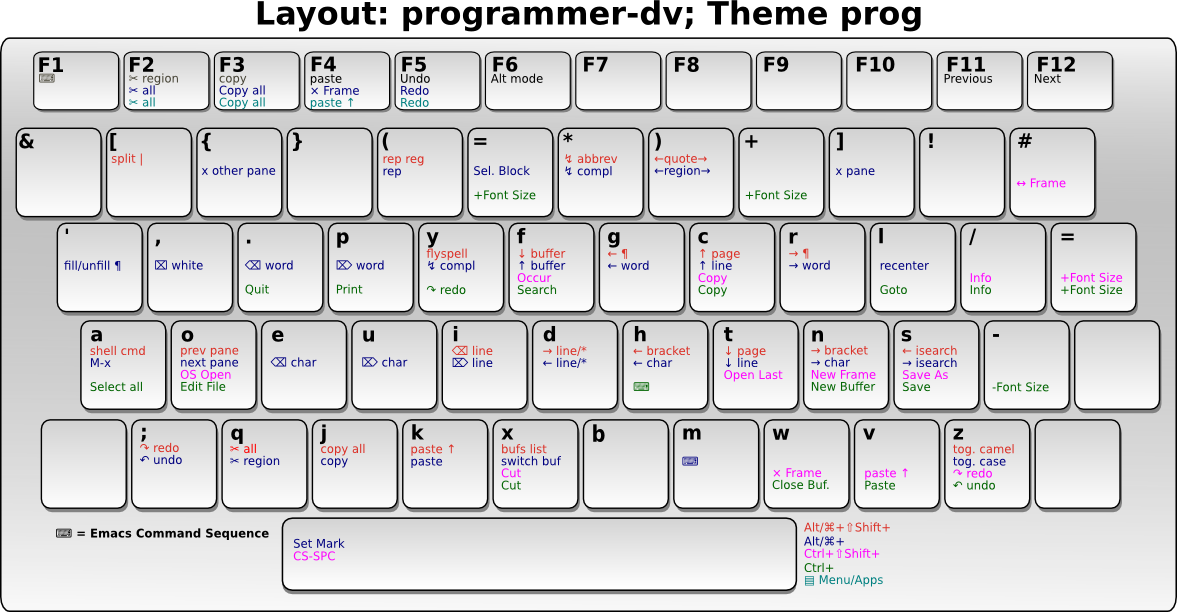 Layout: programmer-dv; Theme prog
F1
⌨
F2
✂ region
✂ all
✂ all
F3
copy
Copy all
Copy all
F4
paste
× Frame
paste ↑
F5
Undo
Redo
Redo
F6
Alt mode
F7
F8
F9
F10
F11
Previous
F12
Next
&
[
split |
{
x other pane
}
(
rep reg
rep
=
Sel. Block
+Font Size
*
↯ abbrev
↯ compl
)
←quote→
←region→
+
+Font Size
]
x pane
!
#
↔ Frame
'
fill/unfill ¶
,
⌧ white
.
⌫ word
Quit
p
⌦ word
Print
y
flyspell
↯ compl
↷ redo
f
↓ buffer
↑ buffer
Occur
Search
g
← ¶
← word
c
↑ page
↑ line
Copy
Copy
r
→ ¶
→ word
l
recenter
Goto
/
Info
Info
=
+Font Size
+Font Size
a
shell cmd
M-x
Select all
o
prev pane
next pane
OS Open
Edit File
e
⌫ char
u
⌦ char
i
⌫ line
⌦ line
d
→ line/*
← line/*
h
← bracket
← char
⌨
t
↓ page
↓ line
Open Last
n
→ bracket
→ char
New Frame
New Buffer
s
← isearch
→ isearch
Save As
Save
-
-Font Size
;
↷ redo
↶ undo
q
✂ all
✂ region
j
copy all
copy
k
paste ↑
paste
x
bufs list
switch buf
Cut
Cut
b
m
⌨
w
× Frame
Close Buf.
v
paste ↑
Paste
z
tog. camel
tog. case
↷ redo
↶ undo
⌨ = Emacs Command Sequence
Set Mark
CS-SPC
Alt/⌘+⇧Shift+
Alt/⌘+
Ctrl+⇧Shift+
Ctrl+
▤ Menu/Apps